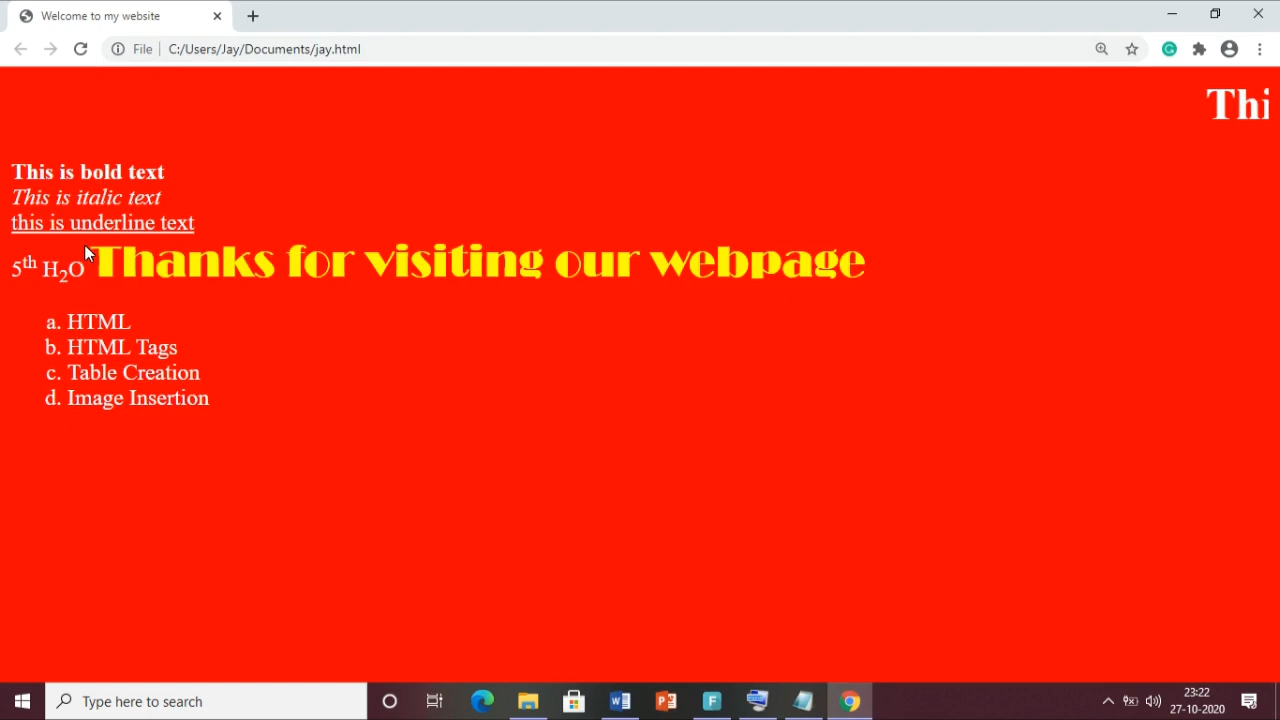 Welcome to my website
File C:/Users/Jay/Documents/jay.html
Thi
This is bold text
This is italic text
this is underline text
5th H2O Thanks for visiting our webpage
a. HTML
b. HTML Tags
c. Table Creation
d. Image Insertion
Type here to search
23:22
27-10-2020